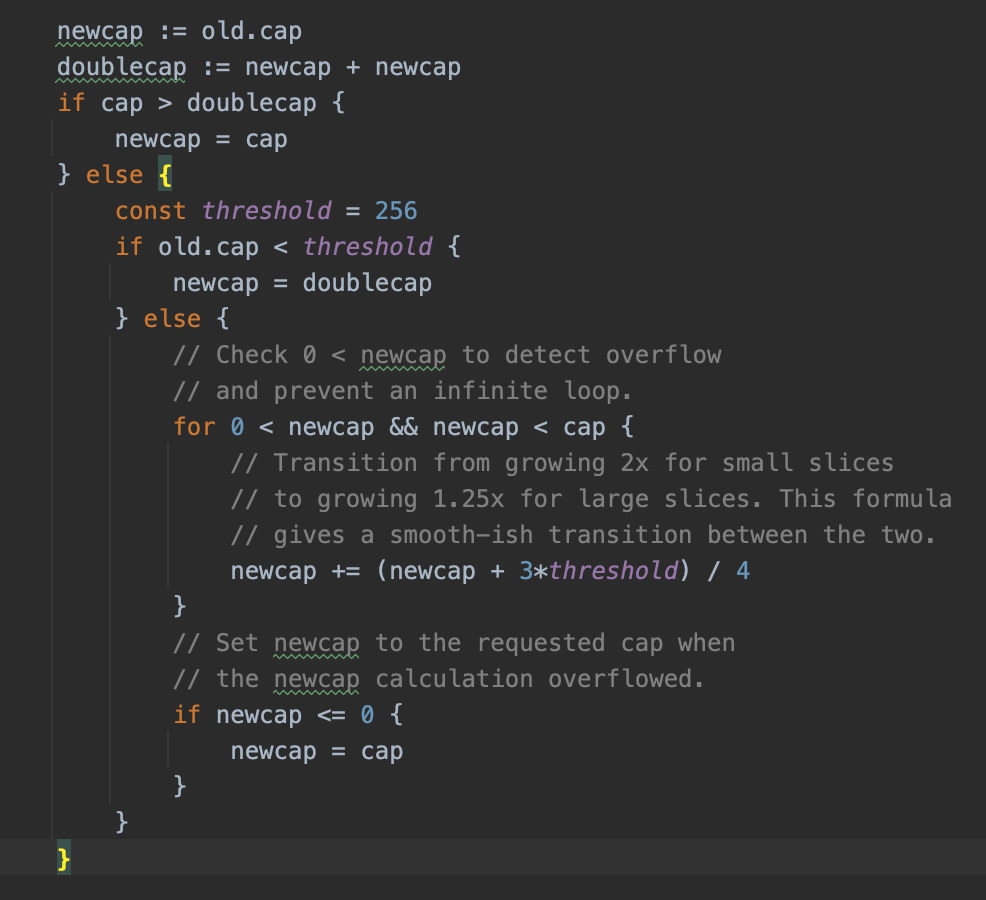 newcap := old.cap
doublecap := newcap + newcap
if cap > doublecap {
    newcap = cap
} else {
    const threshold = 256
    if old.cap < threshold {
        newcap = doublecap
    } else {
        // Check 0 < newcap to detect overflow
        // and prevent an infinite loop.
        for 0 < newcap && newcap < cap {
            // Transition from growing 2x for small slices
            // to growing 1.25x for large slices. This formula
            // gives a smooth-ish transition between the two.
            newcap += (newcap + 3*threshold) / 4
        }
        // Set newcap to the requested cap when
        // the newcap calculation overflowed.
        if newcap <= 0 {
            newcap = cap
        }
    }
}